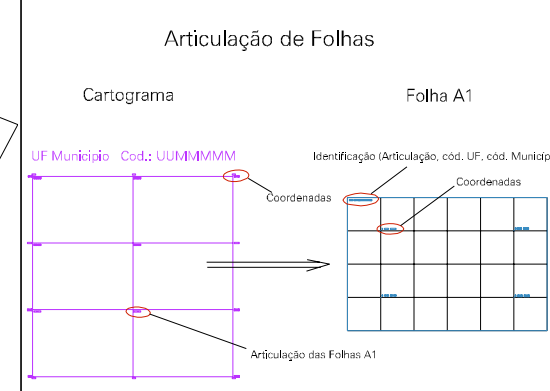 Articulação de Folhas
Cartograma
Folha A1
UF Municipio Cod.: UUMMMMM
Identificação (Articulação, cód. UF, cód. Municíp
Coordenadas
Coordenadas
Articulação das Folhas A1